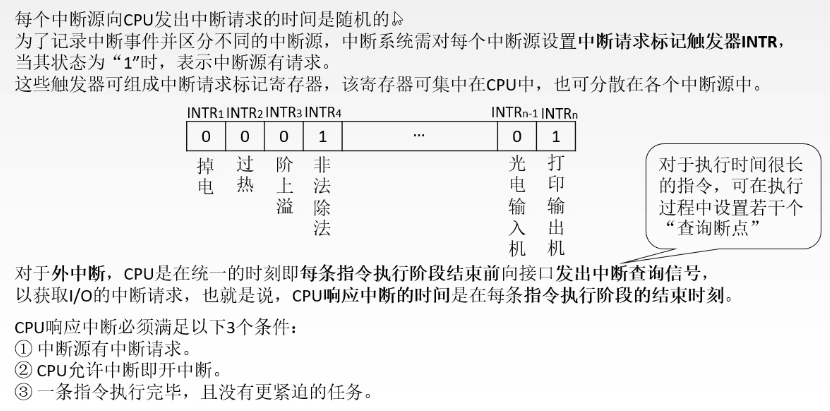 每个中断源向CPU发出中断请求的时间是随机的。
为了记录中断事件并区分不同的中断源，中断系统需对每个中断源设置中断请求标记触发器INTR，
当其状态为“1”时，表示中断源有请求。
这些触发器可组成中断请求标记寄存器，该寄存器可集中在CPU中，也可分散在各个中断源中。
INTR1 INTR2 INTR3 INTR4 INTRn-1 INTRn
0 0 0 1 ... 0 1
掉电 过热 阶上溢 非法除法 光电输入机 打印输出机
对于执行时间很长
的指令，可在执行
过程中设置若干个
“查询断点”
对于外中断，CPU是在统一的时刻即每条指令执行阶段结束前向接口发出中断查询信号，
以获取I/O的中断请求，也就是说，CPU响应中断的时间是在每条指令执行阶段的结束时刻。
CPU响应中断必须满足以下3个条件：
① 中断源有中断请求。
② CPU允许中断即开中断。
③ 一条指令执行完毕，且没有更紧迫的任务。